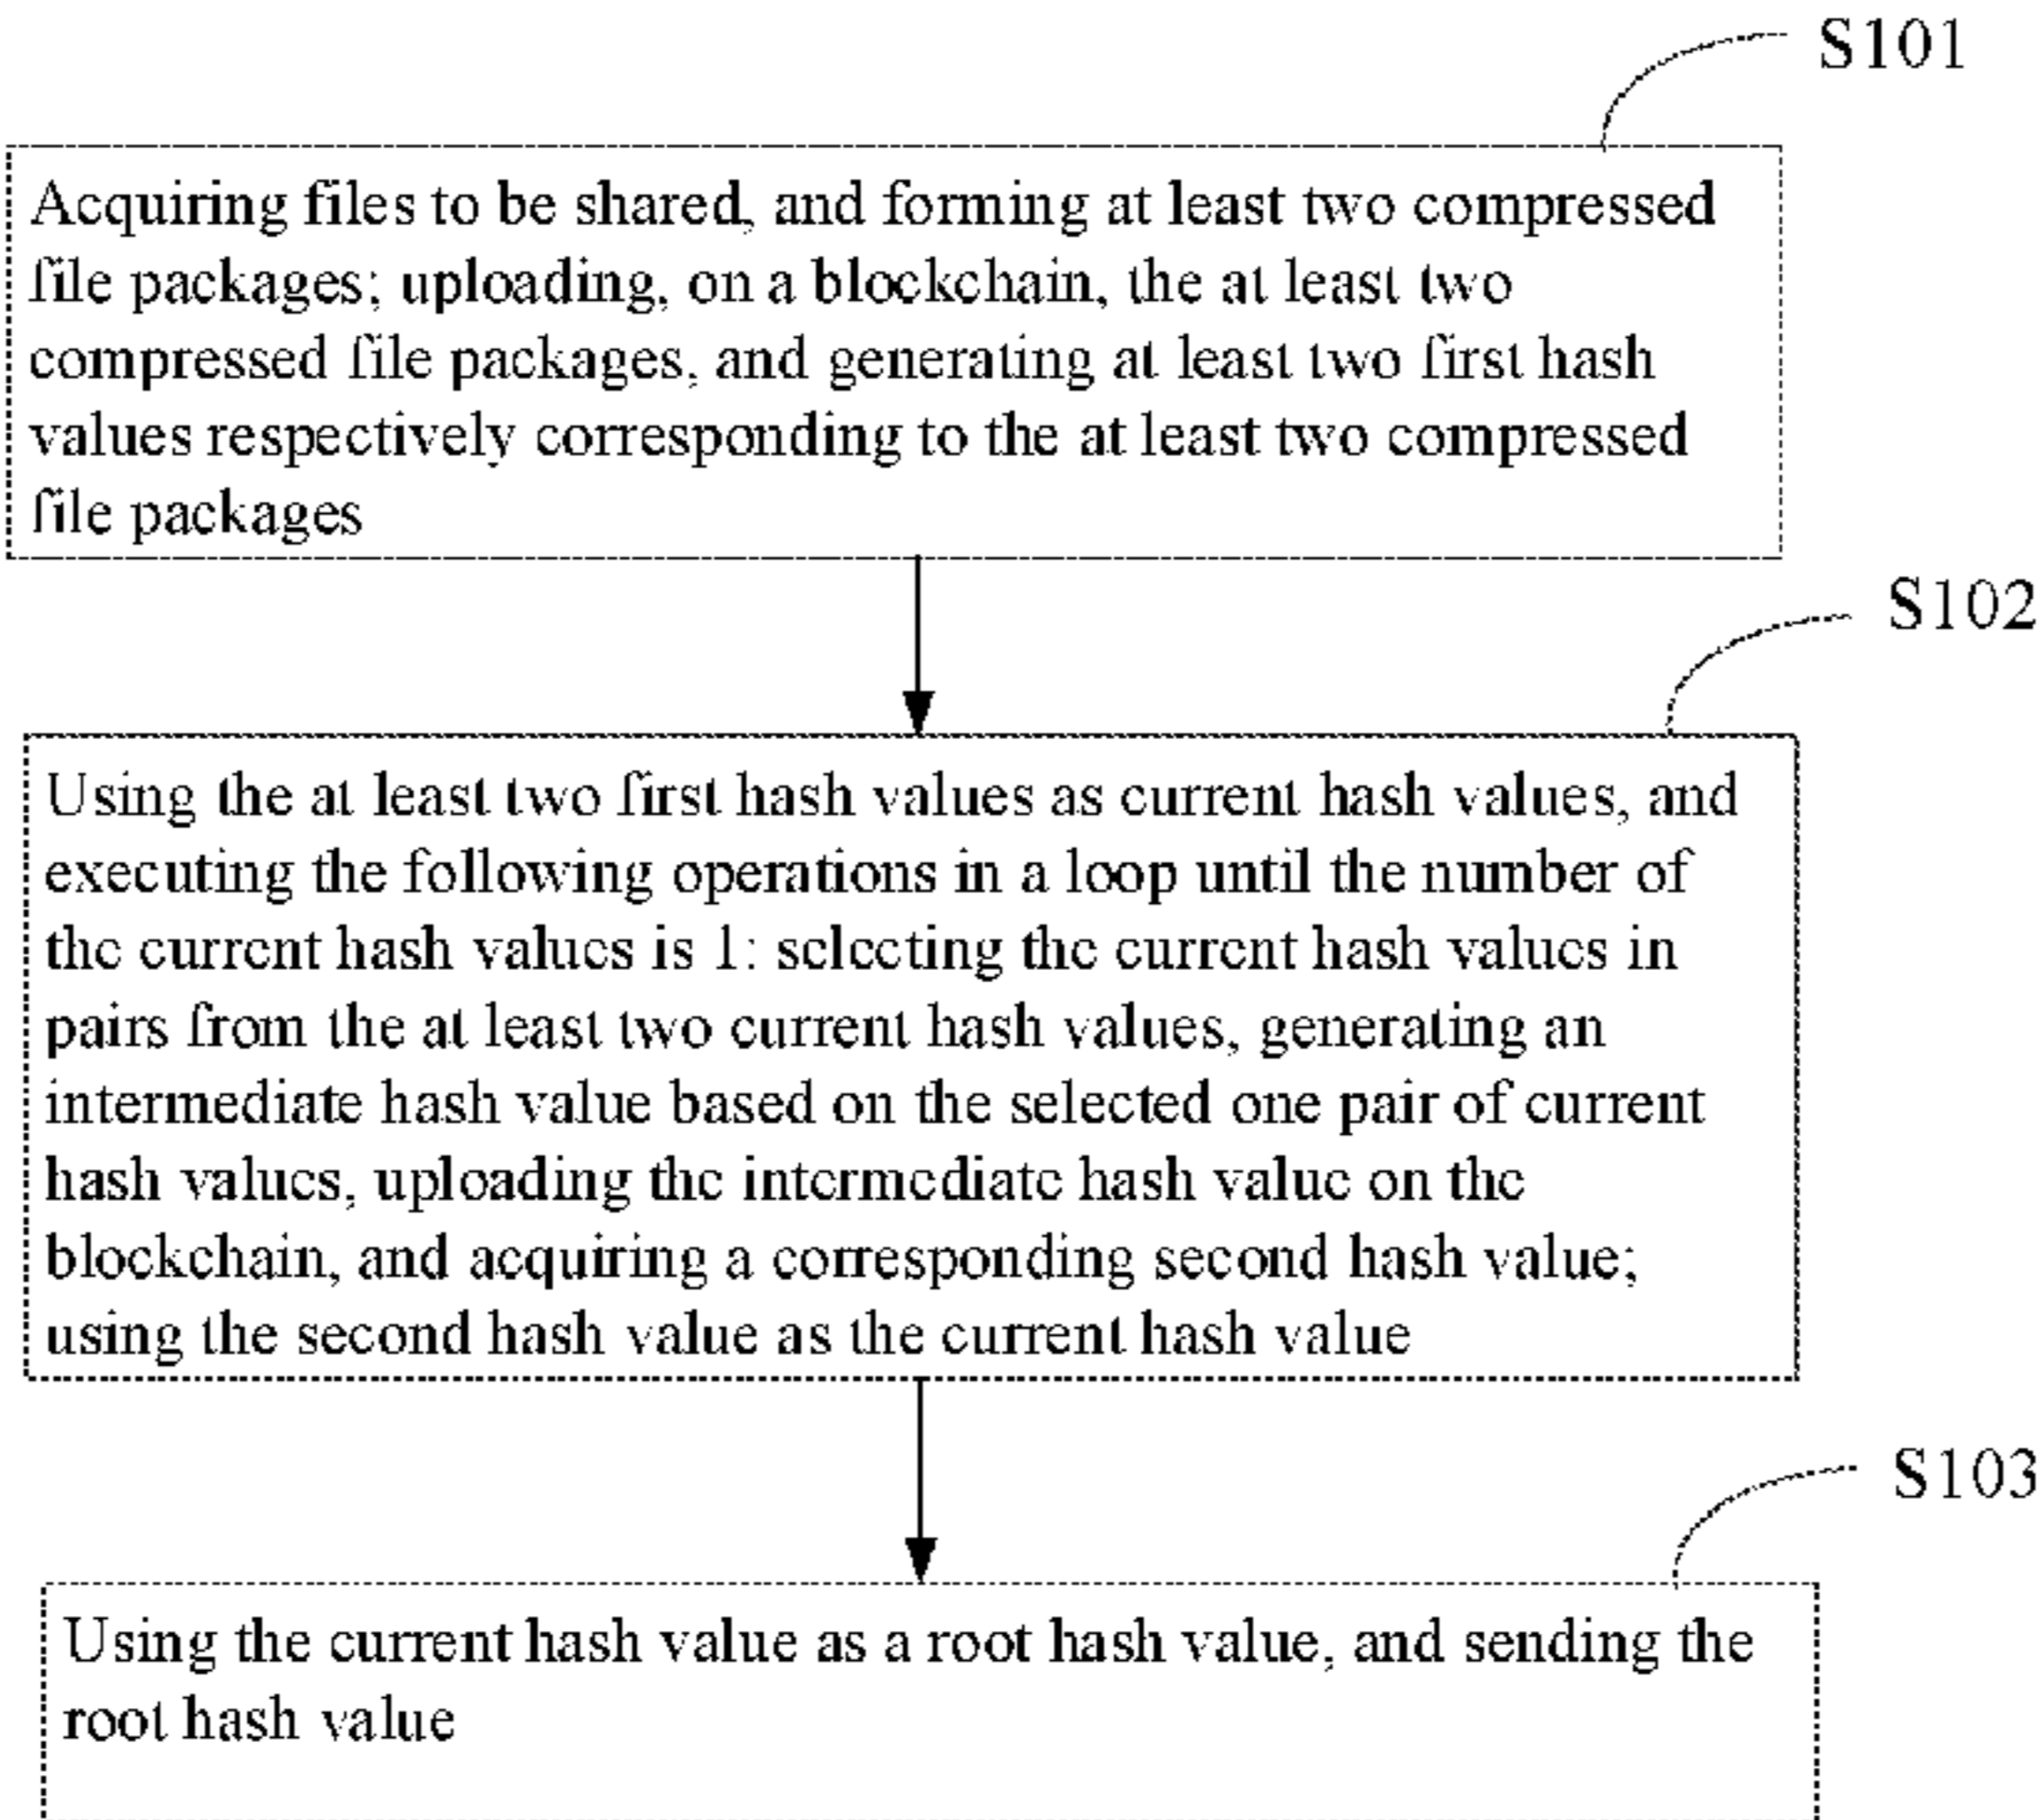 S101
Acquiring files to be shared, and forming at least two compressed
file packages; uploading, on a blockchain, the at least two
compressed file packages, and generating at least two first hash
values respectively corresponding to the at least two compressed
file packages
S102
Using the at least two first hash values as current hash values, and
executing the following operations in a loop until the number of
the current hash values is 1: selecting the current hash values in
pairs from the at least two current hash values, generating an
intermediate hash value based on the selected one pair of current
hash values, uploading the intermediate hash value on the
blockchain, and acquiring a corresponding second hash value;
using the second hash value as the current hash value
S103
Using the current hash value as a root hash value, and sending the
root hash value